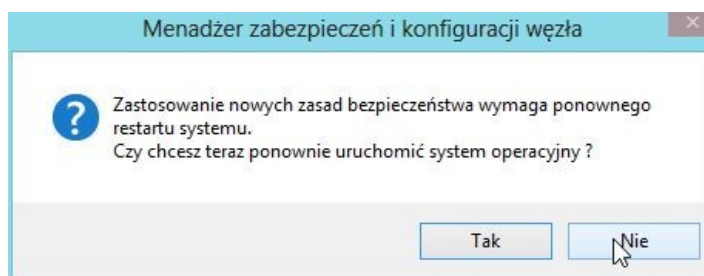 Menadżer zabezpieczeń i konfiguracji węzła
Zastosowanie nowych zasad bezpieczeństwa wymaga ponownego
restartu systemu.
Czy chcesz teraz ponownie uruchomić system operacyjny ?
Tak
Nie